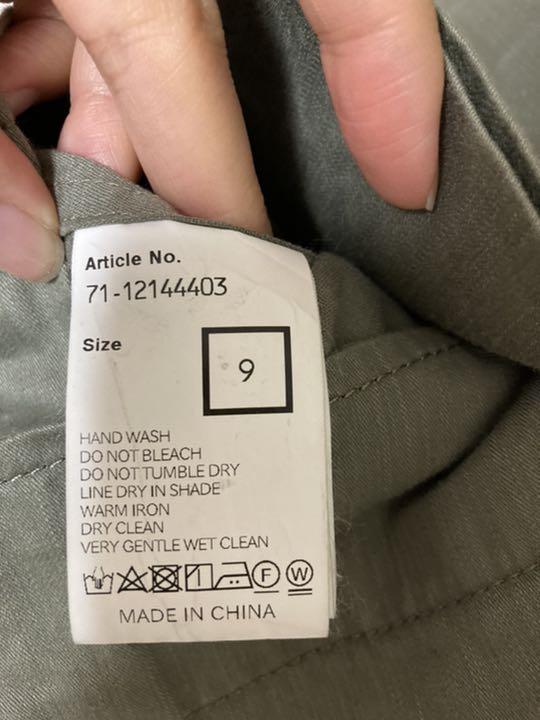 Article No.
71-12144403
Size
9
HAND WASH
DO NOT BLEACH
DO NOT TUMBLE DRY
LINE DRY IN SHADE
WARM IRON
DRY CLEAN
VERY GENTLE WET CLEAN
F W
MADE IN CHINA